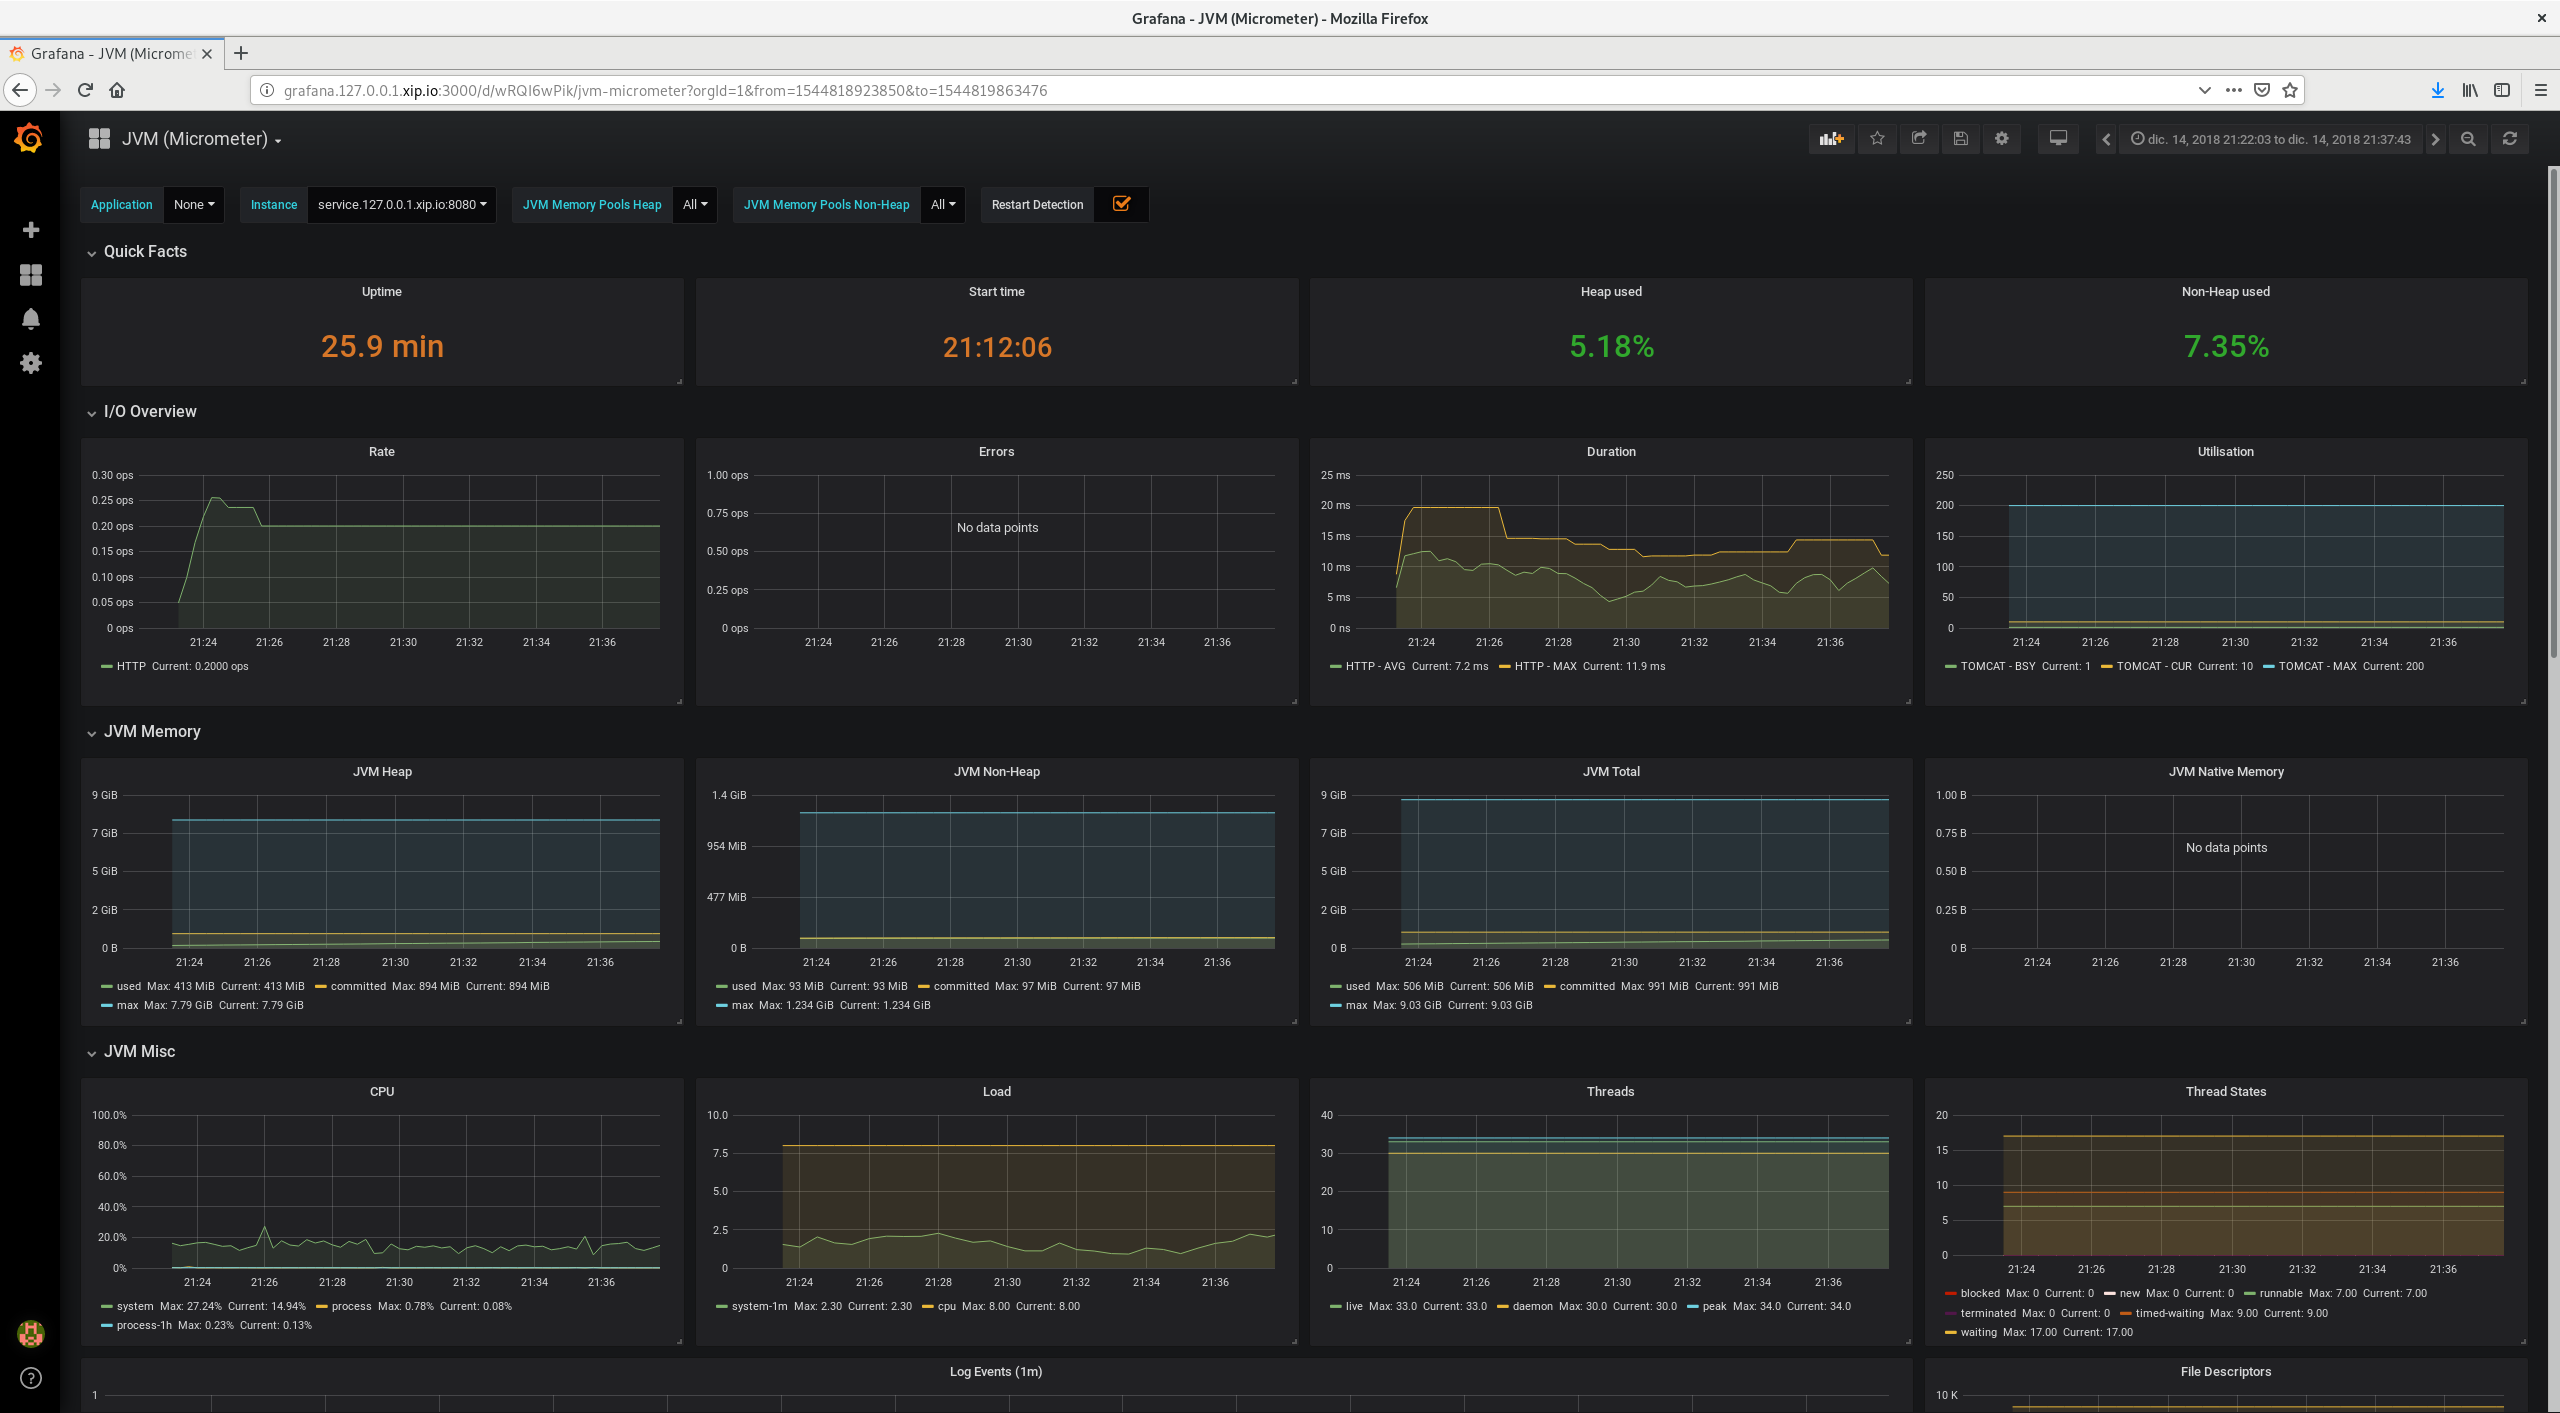 Grafana - JVM (Micrometer) - Mozilla Firefox
Grafana - JVM (Microme
grafana.127.0.0.1.xip.io:3000/d/wRQI6wPik/jvm-micrometer?orgId=1&from=1544818923850&to=1544819863476
JVM (Micrometer)
dic. 14, 2018 21:22:03 to dic. 14, 2018 21:37:43
Application None Instance service.127.0.0.1.xip.io:8080 JVM Memory Pools Heap All JVM Memory Pools Non-Heap All Restart Detection
Quick Facts
Uptime
25.9 min
Start time
21:12:06
Heap used
5.18%
Non-Heap used
7.35%
I/O Overview
Rate
0.30 ops
0.25 ops
0.20 ops
0.15 ops
0.10 ops
0.05 ops
0 ops
21:24 21:26 21:28 21:30 21:32 21:34 21:36
HTTP Current: 0.2000 ops
Errors
1.00 ops
0.75 ops
No data points
0.50 ops
0.25 ops
0 ops
21:24 21:26 21:28 21:30 21:32 21:34 21:36
Duration
25 ms
20 ms
15 ms
10 ms
5 ms
0 ns
21:24 21:26 21:28 21:30 21:32 21:34 21:36
HTTP - AVG Current: 7.2 ms HTTP - MAX Current: 11.9 ms
Utilisation
250
200
150
100
50
0
21:24 21:26 21:28 21:30 21:32 21:34 21:36
TOMCAT - BSY Current: 1 TOMCAT - CUR Current: 10 TOMCAT - MAX Current: 200
JVM Memory
JVM Heap
9 GiB
7 GiB
5 GiB
2 GiB
0 B
21:24 21:26 21:28 21:30 21:32 21:34 21:36
used Max: 413 MiB Current: 413 MiB committed Max: 894 MiB Current: 894 MiB
max Max: 7.79 GiB Current: 7.79 GiB
JVM Non-Heap
1.4 GiB
954 MiB
477 MiB
0 B
21:24 21:26 21:28 21:30 21:32 21:34 21:36
used Max: 93 MiB Current: 93 MiB committed Max: 97 MiB Current: 97 MiB
max Max: 1.234 GiB Current: 1.234 GiB
JVM Total
9 GiB
7 GiB
5 GiB
2 GiB
0 B
21:24 21:26 21:28 21:30 21:32 21:34 21:36
used Max: 506 MiB Current: 506 MiB committed Max: 991 MiB Current: 991 MiB
max Max: 9.03 GiB Current: 9.03 GiB
JVM Native Memory
1.00 B
0.75 B
No data points
0.50 B
0.25 B
0 B
21:24 21:26 21:28 21:30 21:32 21:34 21:36
JVM Misc
CPU
100.0%
80.0%
60.0%
40.0%
20.0%
0%
21:24 21:26 21:28 21:30 21:32 21:34 21:36
system Max: 27.24% Current: 14.94% process Max: 0.78% Current: 0.08%
process-1h Max: 0.23% Current: 0.13%
Load
10.0
7.5
5.0
2.5
0
21:24 21:26 21:28 21:30 21:32 21:34 21:36
system-1m Max: 2.30 Current: 2.30 cpu Max: 8.00 Current: 8.00
Threads
40
30
20
10
0
21:24 21:26 21:28 21:30 21:32 21:34 21:36
live Max: 33.0 Current: 33.0 daemon Max: 30.0 Current: 30.0 peak Max: 34.0 Current: 34.0
Thread States
20
15
10
5
0
21:24 21:26 21:28 21:30 21:32 21:34 21:36
blocked Max: 0 Current: 0 new Max: 0 Current: 0 runnable Max: 7.00 Current: 7.00
terminated Max: 0 Current: 0 timed-waiting Max: 9.00 Current: 9.00
waiting Max: 17.00 Current: 17.00
Log Events (1m)
1
File Descriptors
10 K